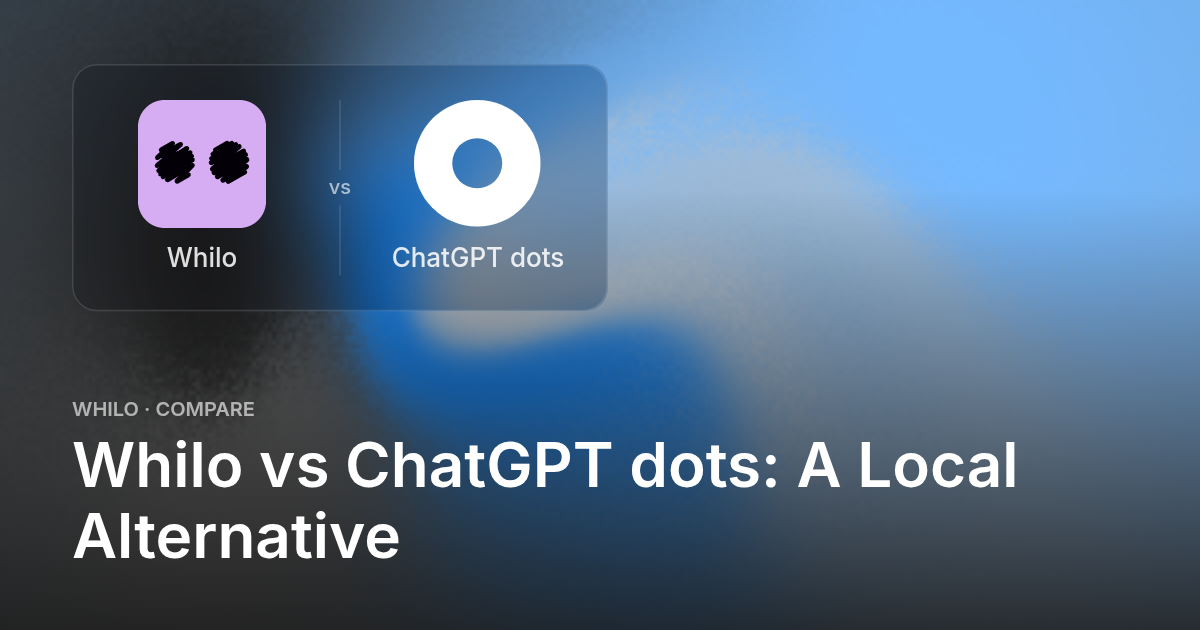 Whilo
vs
ChatGPT dots
WHILO · COMPARE
Whilo vs ChatGPT dots: A Local
Alternative